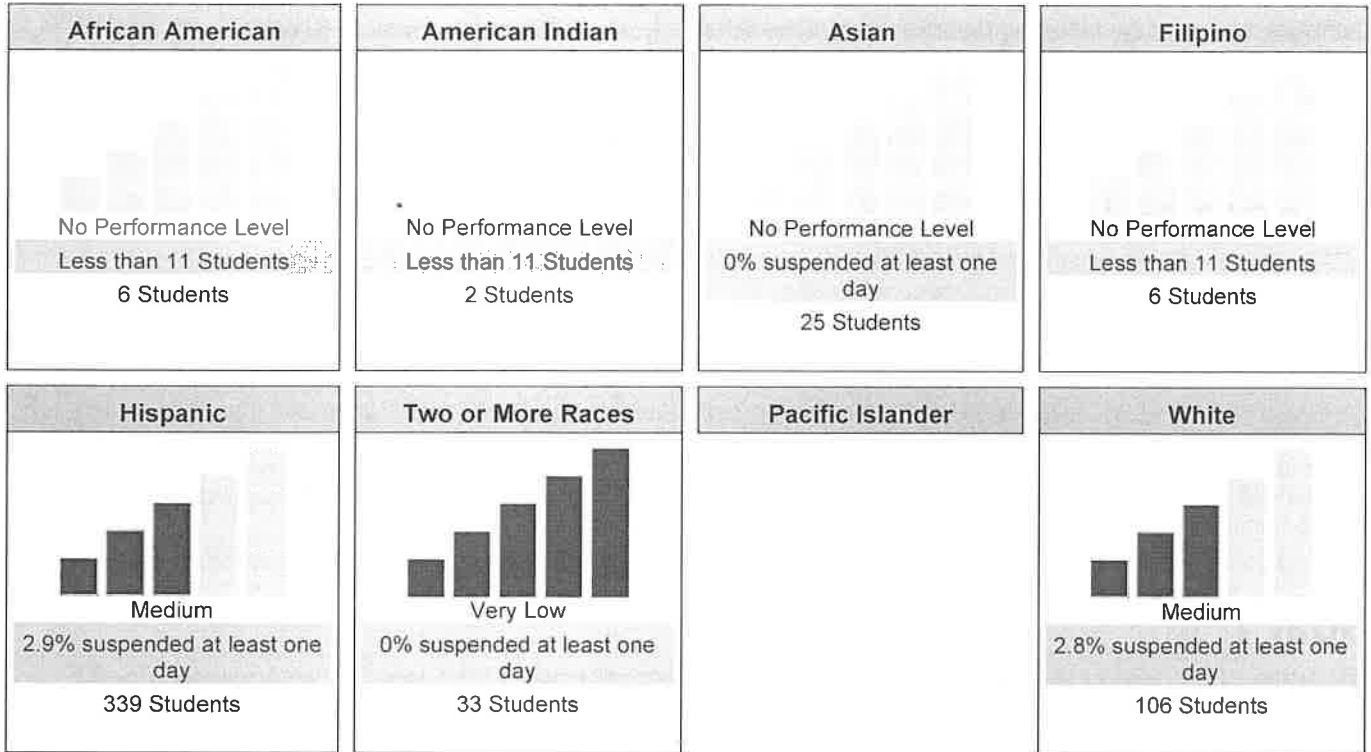 African American
No Performance Level
Less than 11 Students
6 Students
American Indian
No Performance Level
Less than 11 Students
2 Students
Asian
No Performance Level
0% suspended at least one
day
25 Students
Filipino
No Performance Level
Less than 11 Students
6 Students
Hispanic
Medium
2.9% suspended at least one
day
339 Students
Two or More Races
Very Low
0% suspended at least one
day
33 Students
Pacific Islander
White
Medium
2.8% suspended at least one
day
106 Students